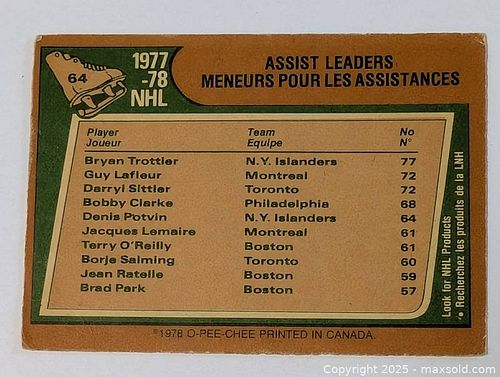 64
1977
-78
NHL
ASSIST LEADERS
MENEURS POUR LES ASSISTANCES
Player Team No
Joueur Equipe N°
Bryan Trottier N.Y. Islanders 77
Guy Lafleur Montreal 72
Darryl Sittler Toronto 72
Bobby Clarke Philadelphia 68
Denis Potvin N.Y. Islanders 64
Jacques Lemaire Montreal 61
Terry O'Reilly Boston 61
Borje Salming Toronto 60
Jean Ratelle Boston 59
Brad Park Boston 57
Look for NHL Products
• Recherchez les produits de la LNH
©1978 O-PEE-CHEE PRINTED IN CANADA.
Copyright 2025 - maxsold.com